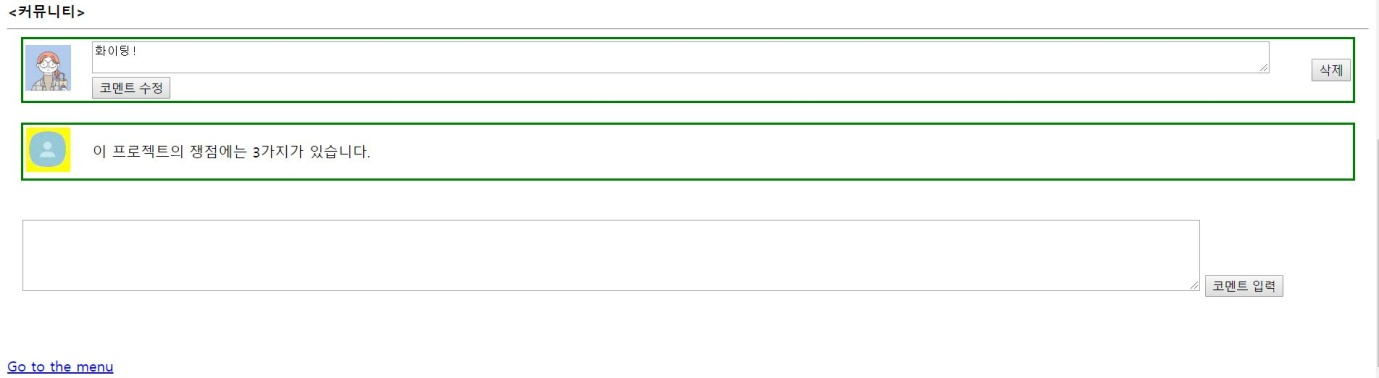 <커뮤니티>
화이팅!
삭제
코멘트 수정
이 프로젝트의 쟁점에는 3가지가 있습니다.
코멘트 입력
Go to the menu